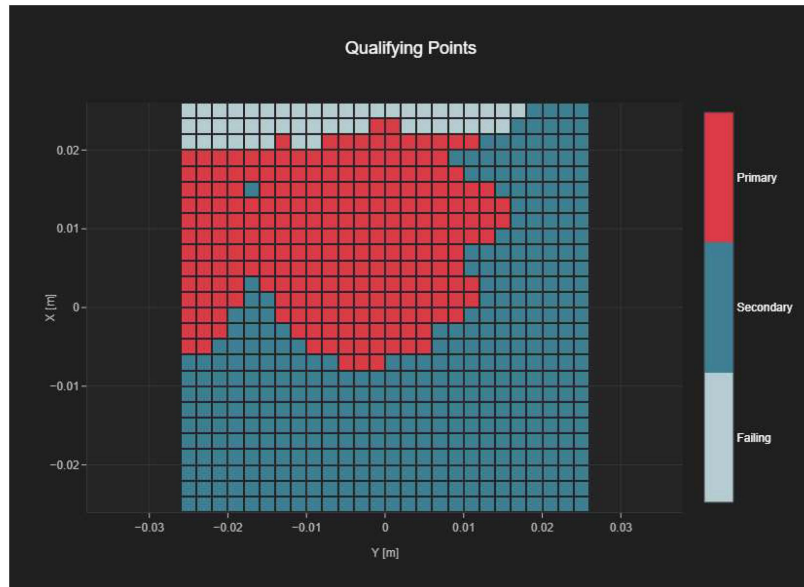 Qualifying Points
0.02
0.01
0
−0.01
−0.02
X [m]
−0.03
−0.02
−0.01
0
0.01
0.02
0.03
Y [m]
Primary
Secondary
Failing